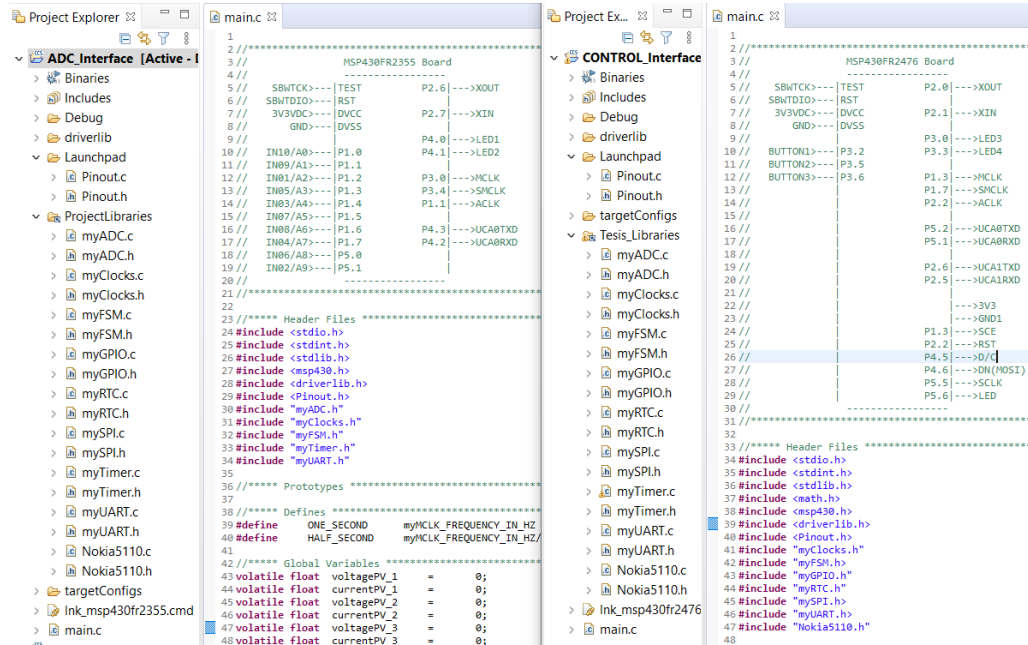 Project Explorer
ADC_Interface [Active -
Binaries
Includes
Debug
driverlib
Launchpad
Pinout.c
Pinout.h
ProjectLibraries
myADC.c
myADC.h
myClocks.c
myClocks.h
myFSM.c
myFSM.h
myGPIO.c
myGPIO.h
myRTC.c
myRTC.h
mySPI.c
mySPI.h
myTimer.c
myTimer.h
myUART.c
myUART.h
Nokia5110.c
Nokia5110.h
targetConfigs
lnk_msp430fr2355.cmd
main.c
main.c
1
2 //*************************************************
3 // MSP430FR2355 Board
4 // -----------------
5 // SBWTCK>---|TEST P2.6|--->XOUT
6 // SBWTDIO>---|RST |
7 // 3V3VDC>---|DVCC P2.7|--->XIN
8 // GND>---|DVSS |
9 // | P4.0|--->LED1
10 // IN10/A0>---|P1.0 P4.1|--->LED2
11 // IN09/A1>---|P1.1 |
12 // IN01/A2>---|P1.2 P3.0|--->MCLK
13 // IN05/A3>---|P1.3 P3.4|--->SMCLK
14 // IN03/A4>---|P1.4 P1.1|--->ACLK
15 // IN07/A5>---|P1.5 |
16 // IN08/A6>---|P1.6 P4.3|--->UCA0TXD
17 // IN04/A7>---|P1.7 P4.2|--->UCA0RXD
18 // IN06/A8>---|P5.0 |
19 // IN02/A9>---|P5.1 |
20 // -----------------
21 //*************************************************
22
23 //***** Header Files ******************************
24 #include <stdio.h>
25 #include <stdint.h>
26 #include <stdlib.h>
27 #include <msp430.h>
28 #include <driverlib.h>
29 #include <Pinout.h>
30 #include "myADC.h"
31 #include "myClocks.h"
32 #include "myFSM.h"
33 #include "myTimer.h"
34 #include "myUART.h"
35
36 //***** Prototypes ********************************
37
38 //***** Defines ***********************************
39 #define ONE_SECOND myMCLK_FREQUENCY_IN_HZ
40 #define HALF_SECOND myMCLK_FREQUENCY_IN_HZ/
41
42 //***** Global Variables **************************
43 volatile float voltagePV_1 = 0;
44 volatile float currentPV_1 = 0;
45 volatile float voltagePV_2 = 0;
46 volatile float currentPV_2 = 0;
47 volatile float voltagePV_3 = 0;
48 volatile float currentPV_3 = 0;
Project Ex...
CONTROL_Interface
Binaries
Includes
Debug
driverlib
Launchpad
Pinout.c
Pinout.h
targetConfigs
Tesis_Libraries
myADC.c
myADC.h
myClocks.c
myClocks.h
myFSM.c
myFSM.h
myGPIO.c
myGPIO.h
myRTC.c
myRTC.h
mySPI.c
mySPI.h
myTimer.c
myTimer.h
myUART.c
myUART.h
Nokia5110.c
Nokia5110.h
lnk_msp430fr2476
main.c
main.c
1
2 //*************************************************
3 // MSP430FR2476 Board
4 // -----------------
5 // SBWTCK>---|TEST P2.0|--->XOUT
6 // SBWTDIO>---|RST |
7 // 3V3VDC>---|DVCC P2.1|--->XIN
8 // GND>---|DVSS |
9 // | P3.0|--->LED3
10 // BUTTON1>---|P3.2 P3.3|--->LED4
11 // BUTTON2>---|P3.5 |
12 // BUTTON3>---|P3.6 P1.3|--->MCLK
13 // | P1.7|--->SMCLK
14 // | P2.2|--->ACLK
15 // | |
16 // | P5.2|--->UCA0TXD
17 // | P5.1|--->UCA0RXD
18 // | |
19 // | P2.6|--->UCA1TXD
20 // | P2.5|--->UCA1RXD
21 // | |
22 // | |--->3V3
23 // | |--->GND1
24 // | P1.3|--->SCE
25 // | P2.2|--->RST
26 // | P4.5|--->D/C
27 // | P4.6|--->DN(MOSI)
28 // | P5.5|--->SCLK
29 // | P5.6|--->LED
30 // -----------------
31 //*************************************************
32
33 //***** Header Files ******************************
34 #include <stdio.h>
35 #include <stdint.h>
36 #include <stdlib.h>
37 #include <math.h>
38 #include <msp430.h>
39 #include <driverlib.h>
40 #include <Pinout.h>
41 #include "myClocks.h"
42 #include "myFSM.h"
43 #include "myGPIO.h"
44 #include "myRTC.h"
45 #include "mySPI.h"
46 #include "myUART.h"
47 #include "Nokia5110.h"
48